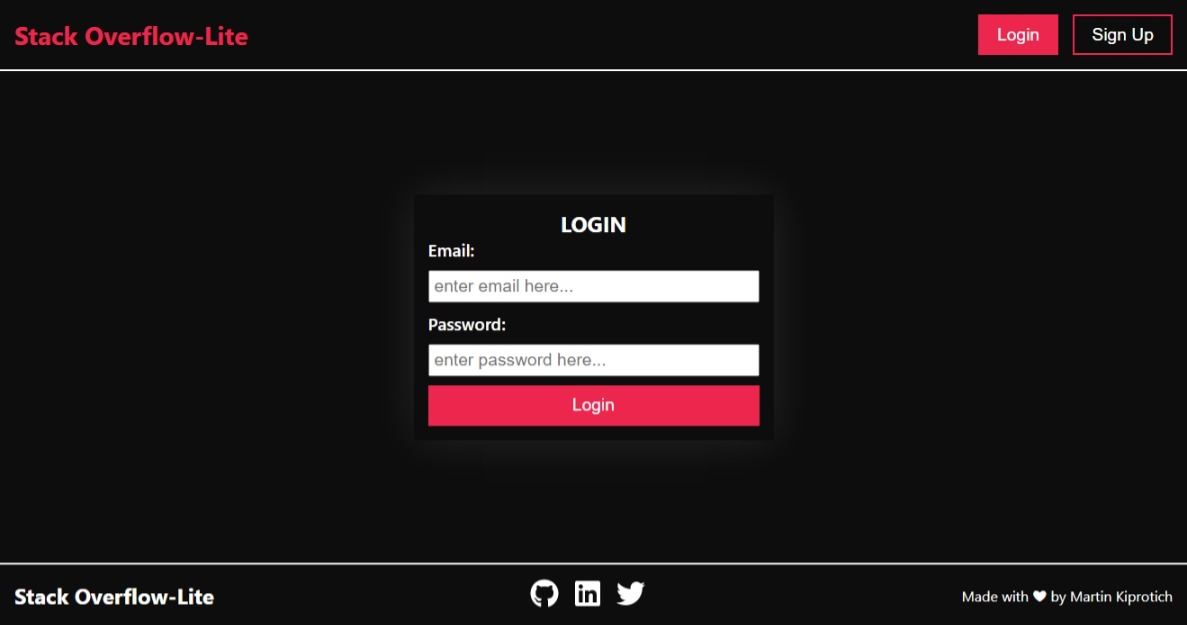 Stack Overflow-Lite
Login
Sign Up
LOGIN
Email:
enter email here...
Password:
enter password here...
Login
Stack Overflow-Lite
Made with ❤ by Martin Kiprotich